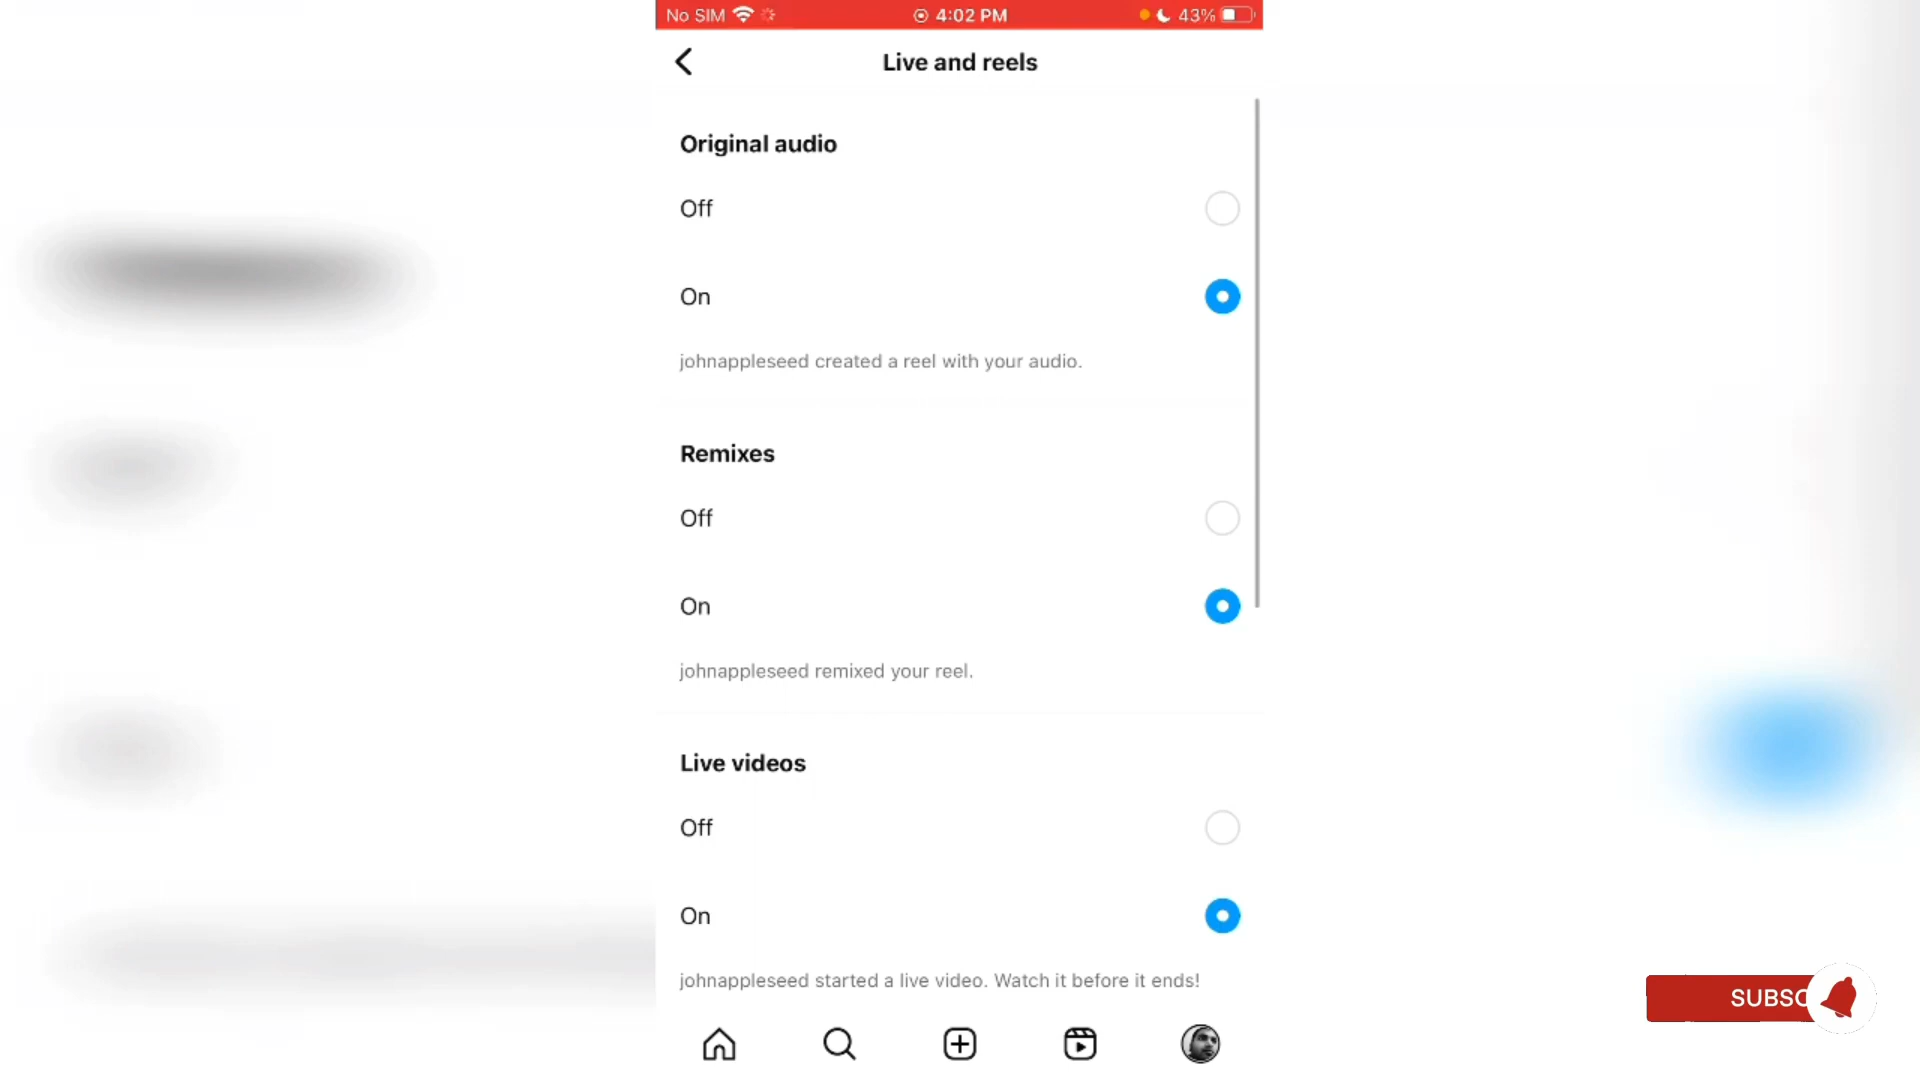 No SIM 4:02 PM 43%
Live and reels
Original audio
Off
On
johnappleseed created a reel with your audio.
Remixes
Off
On
johnappleseed remixed your reel.
Live videos
Off
On
johnappleseed started a live video. Watch it before it ends!
SUBSC